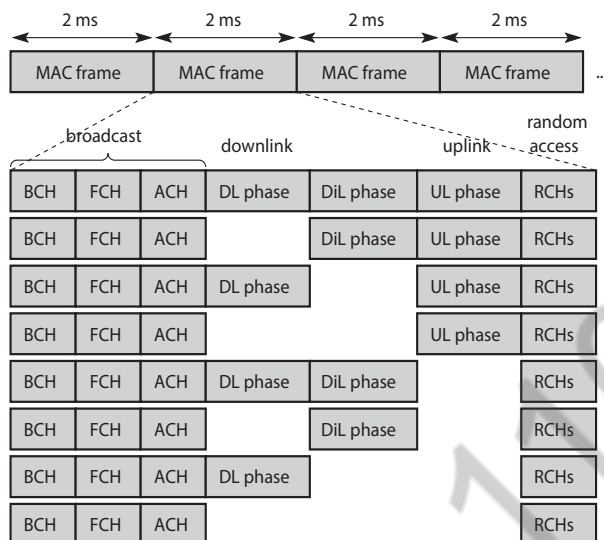 2 ms 2 ms 2 ms 2 ms
MAC frame MAC frame MAC frame MAC frame ..
broadcast downlink uplink random access
BCH FCH ACH DL phase DiL phase UL phase RCHs
BCH FCH ACH DiL phase UL phase RCHs
BCH FCH ACH DL phase UL phase RCHs
BCH FCH ACH UL phase RCHs
BCH FCH ACH DL phase DiL phase RCHs
BCH FCH ACH DiL phase RCHs
BCH FCH ACH DL phase RCHs
BCH FCH ACH RCHs